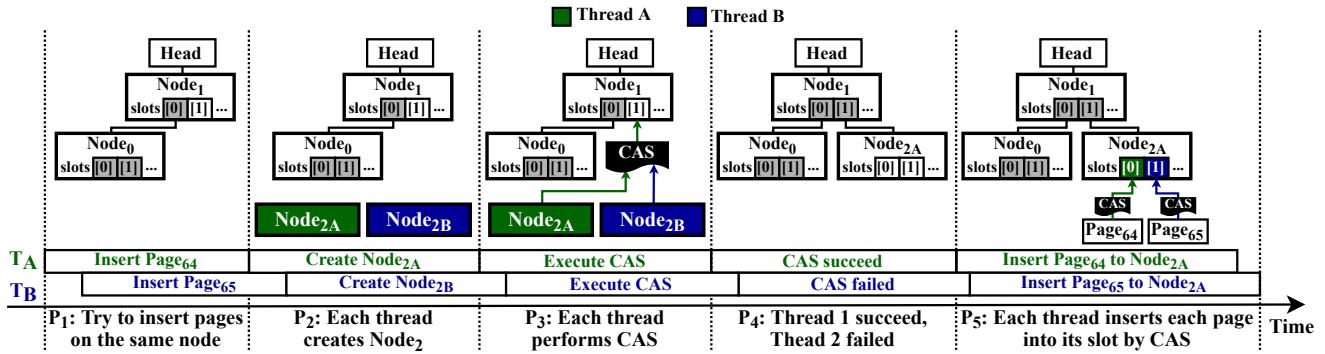 Thread A Thread B
Head Head Head Head Head
Node1 Node1 Node1 Node1 Node1
slots [0] [1] ... slots [0] [1] ... slots [0] [1] ... slots [0] [1] ... slots [0] [1] ...
Node0 Node0 Node0 CAS Node0 Node2A Node0 Node2A
slots [0] [1] ... slots [0] [1] ... slots [0] [1] ... slots [0] [1] ... slots [0] [1] ... slots [0] [1] ... slots [0] [1] ...
CAS CAS
Node2A Node2B Node2A Node2B Page64 Page65
TA Insert Page64 Create Node2A Execute CAS CAS succeed Insert Page64 to Node2A
TB Insert Page65 Create Node2B Execute CAS CAS failed Insert Page65 to Node2A
P1: Try to insert pages P2: Each thread P3: Each thread P4: Thread 1 succeed, P5: Each thread inserts each page Time
on the same node creates Node2 performs CAS Thead 2 failed into its slot by CAS